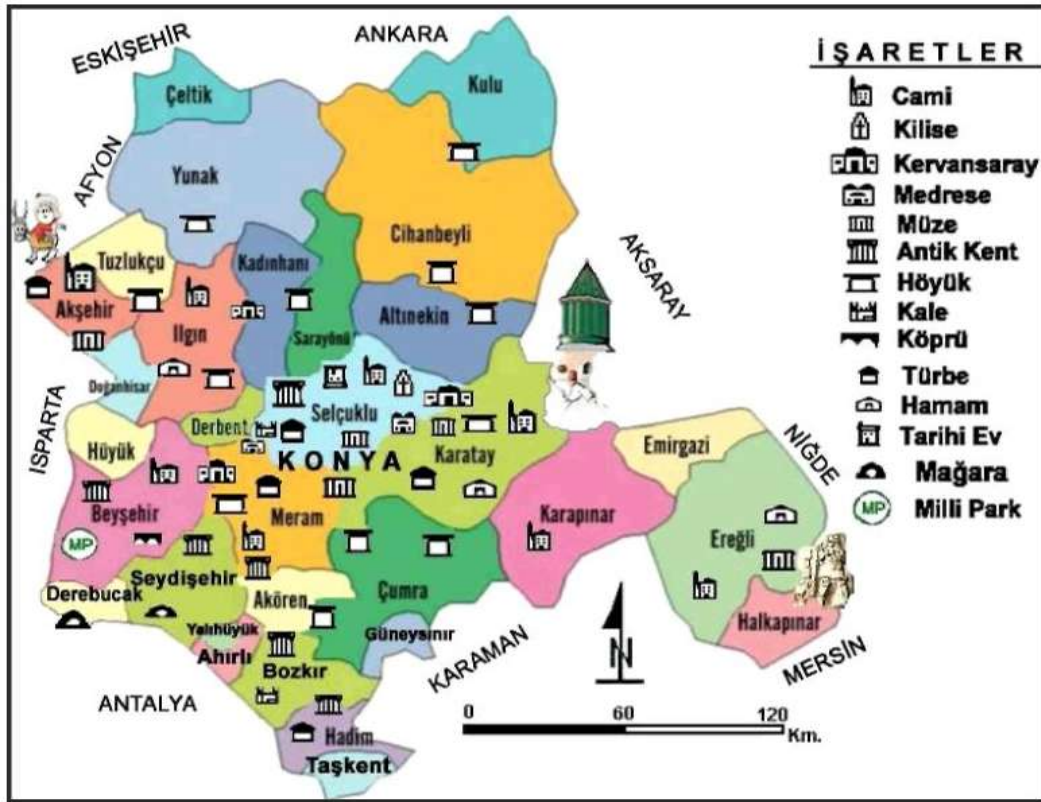 ESKİŞEHİR
ANKARA
İŞARETLER
Kulu
Çeltik
Cami
Kilise
AFYON
Kervansaray
Yunak
Medrese
Müze
Cihanbeyli
AKSARAY
Antik Kent
Tuzlukçu
Kadınhanı
Höyük
Akşehir
Ilgın
Altınekin
Kale
Sarayönü
Köprü
Doğanhisar
Türbe
ISPARTA
Selçuklu
Hamam
Derbent
Tarihi Ev
Hüyük
KONYA
Karatay
Emirgazi
NİĞDE
Mağara
Beyşehir
Meram
Karapınar
MP
Milli Park
MP
Ereğli
Seydişehir
Derebucak
Akören
Çumra
Halkapınar
Yalıhüyük
Güneysınır
Ahırlı
Bozkır
KARAMAN
N
MERSİN
ANTALYA
0 60 120
Km.
Hadim
Taşkent